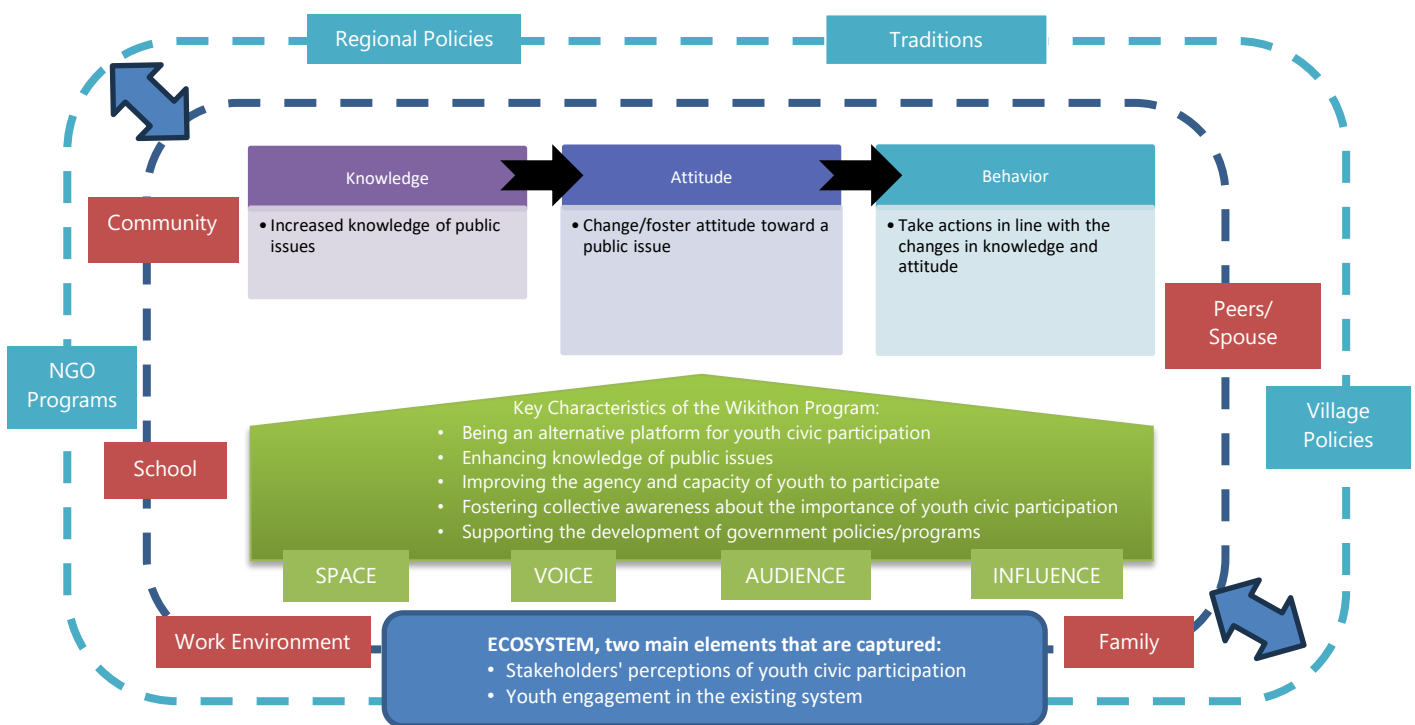 Regional Policies
Traditions
Knowledge
Attitude
Behavior
Community
• Increased knowledge of public
issues
• Change/foster attitude toward a
public issue
• Take actions in line with the
changes in knowledge and
attitude
Peers/
Spouse
NGO
Programs
Village
Policies
School
Key Characteristics of the Wikithon Program:
• Being an alternative platform for youth civic participation
• Enhancing knowledge of public issues
• Improving the agency and capacity of youth to participate
• Fostering collective awareness about the importance of youth civic participation
• Supporting the development of government policies/programs
SPACE
VOICE
AUDIENCE
INFLUENCE
Work Environment
Family
ECOSYSTEM, two main elements that are captured:
• Stakeholders' perceptions of youth civic participation
• Youth engagement in the existing system